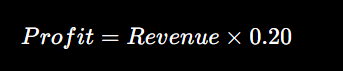 Profit = Revenue × 0.20